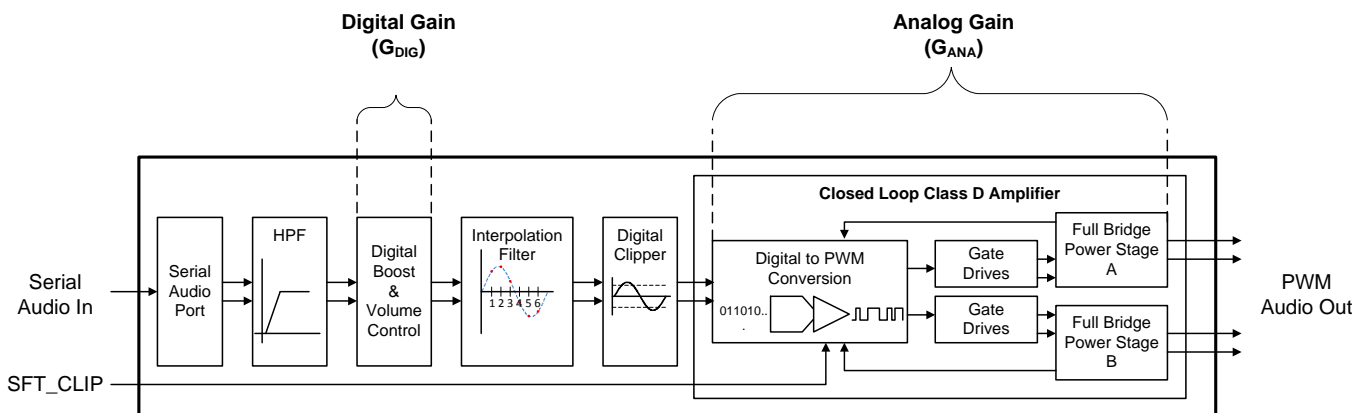 Digital Gain
(GDIG)
Analog Gain
(GANA)
Closed Loop Class D Amplifier
Serial
Audio In
Serial
Audio
Port
HPF
Digital
Boost
&
Volume
Control
Interpolation
Filter
1 2 3 4 5 6
Digital
Clipper
Digital to PWM
Conversion
011010..
.
Gate
Drives
Gate
Drives
Full Bridge
Power Stage
A
Full Bridge
Power Stage
B
PWM
Audio Out
SFT_CLIP